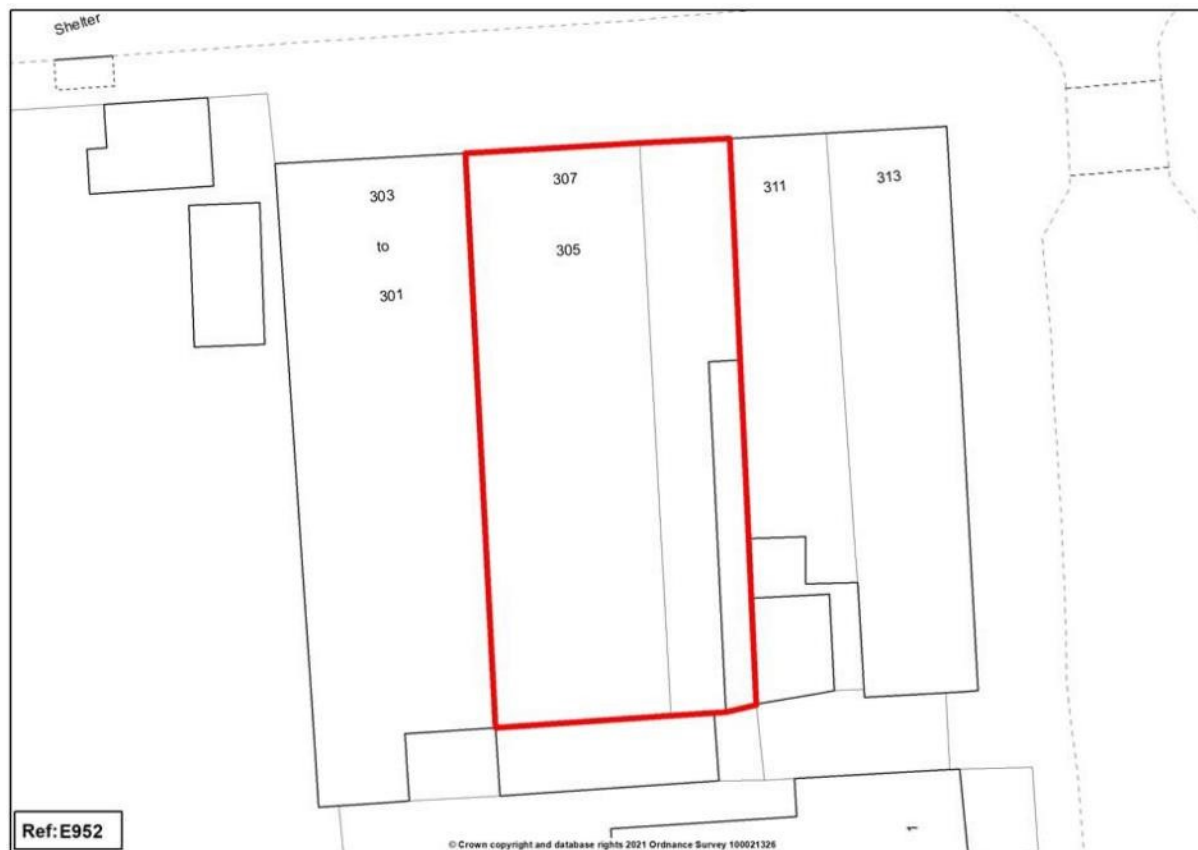 Shelter
303
to
301
307
305
311
313
1
Ref:E952
© Crown copyright and database rights 2021 Ordnance Survey 100021326